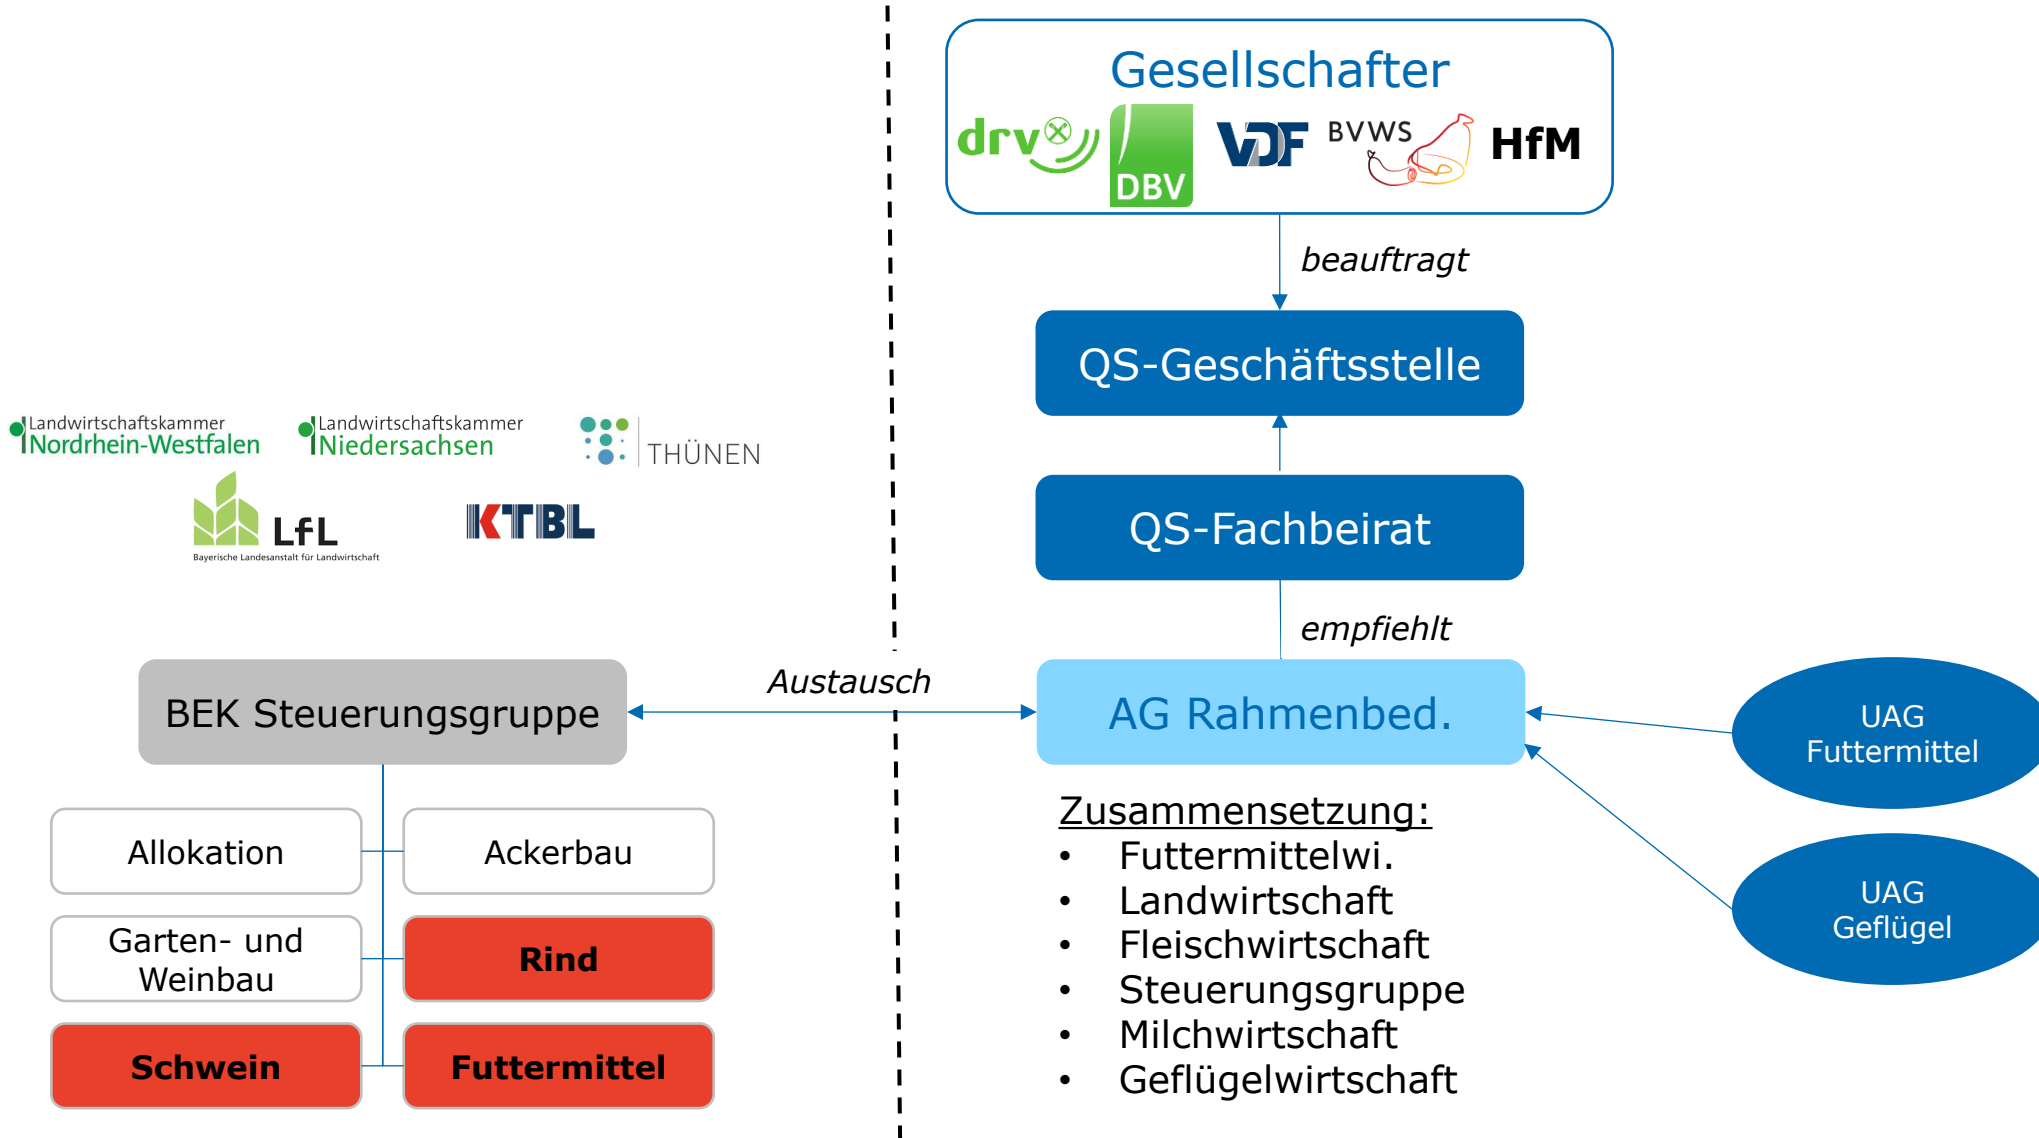 Gesellschafter
drv
DBV
VDF
BVWS
HfM
beauftragt
QS-Geschäftsstelle
QS-Fachbeirat
empfiehlt
Landwirtschaftskammer
Nordrhein-Westfalen
Landwirtschaftskammer
Niedersachsen
THÜNEN
LfL
Bayerische Landesanstalt für Landwirtschaft
KTBL
BEK Steuerungsgruppe
Austausch
AG Rahmenbed.
UAG
Futtermittel
UAG
Geflügel
Allokation
Ackerbau
Garten- und
Weinbau
Rind
Schwein
Futtermittel
Zusammensetzung:
• Futtermittelwi.
• Landwirtschaft
• Fleischwirtschaft
• Steuerungsgruppe
• Milchwirtschaft
• Geflügelwirtschaft